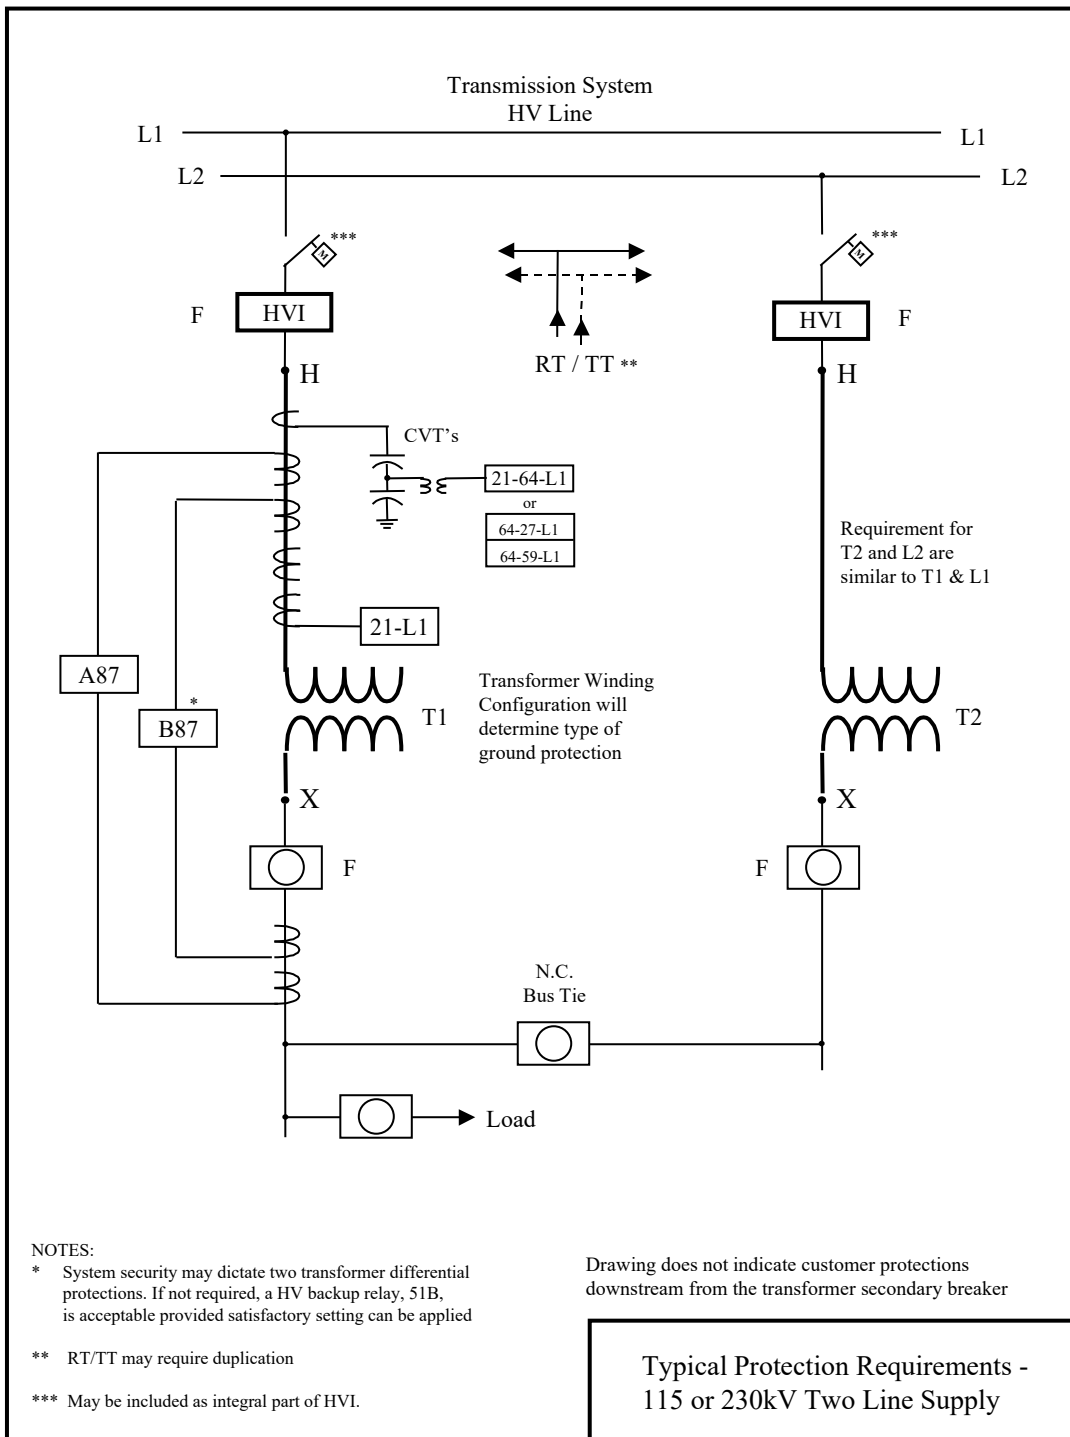 Transmission System
HV Line
L1
L1
L2
L2
***
***
M
M
F
HVI
HVI
F
RT / TT **
H
H
CVT's
21-64-L1
or
64-27-L1
64-59-L1
Requirement for
T2 and L2 are
similar to T1 & L1
21-L1
A87
*
B87
T1
Transformer Winding
Configuration will
determine type of
ground protection
T2
X
X
F
F
N.C.
Bus Tie
Load
NOTES:
* System security may dictate two transformer differential
protections. If not required, a HV backup relay, 51B,
is acceptable provided satisfactory setting can be applied
** RT/TT may require duplication
*** May be included as integral part of HVI.
Drawing does not indicate customer protections
downstream from the transformer secondary breaker
Typical Protection Requirements -
115 or 230kV Two Line Supply